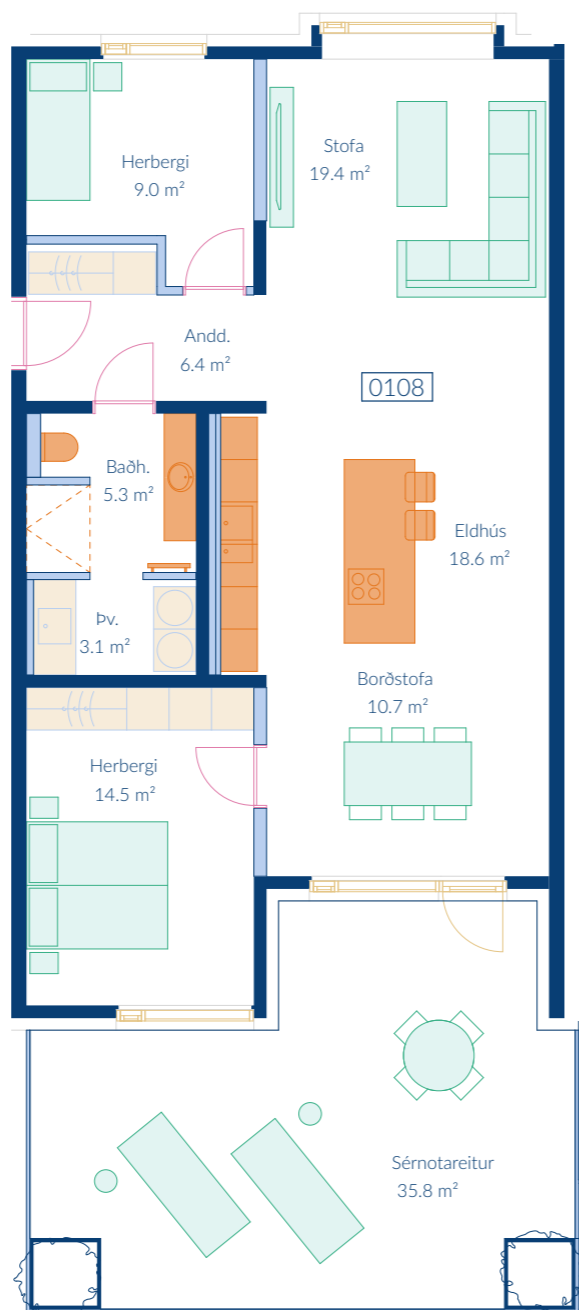 Herbergi
9.0 m²
Stofa
19.4 m²
Andd.
6.4 m²
0108
Baðh.
5.3 m²
Eldhús
18.6 m²
Þv.
3.1 m²
Borðstofa
10.7 m²
Herbergi
14.5 m²
Sérnotareitur
35.8 m²